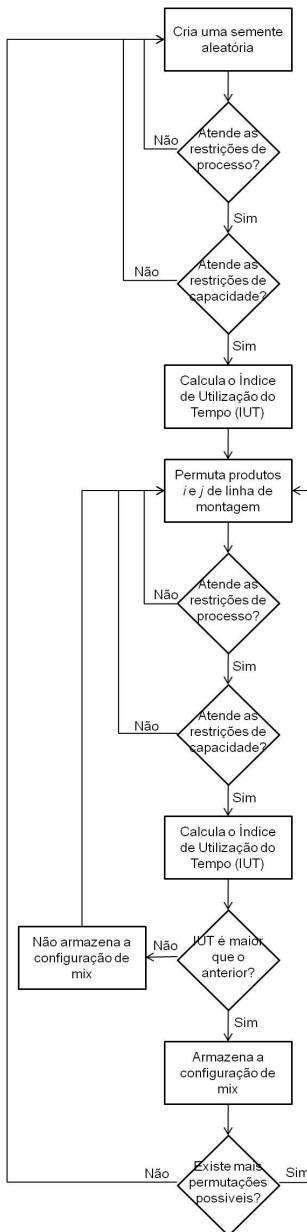 Cria uma semente
aleatória
Não
Atende as
restrições de
processo?
Sim
Não
Atende as
restrições de
capacidade?
Sim
Calcula o Índice
de Utilização do
Tempo (IUT)
Permuta produtos
i e j de linha de
montagem
Não
Atende as
restrições de
processo?
Sim
Não
Atende as
restrições de
capacidade?
Sim
Calcula o Índice
de Utilização do
Tempo (IUT)
Não armazena a
configuração de
mix
Não
IUT é maior
que o
anterior?
Sim
Armazena a
configuração de
mix
Não
Existe mais
permutações
possíveis?
Sim